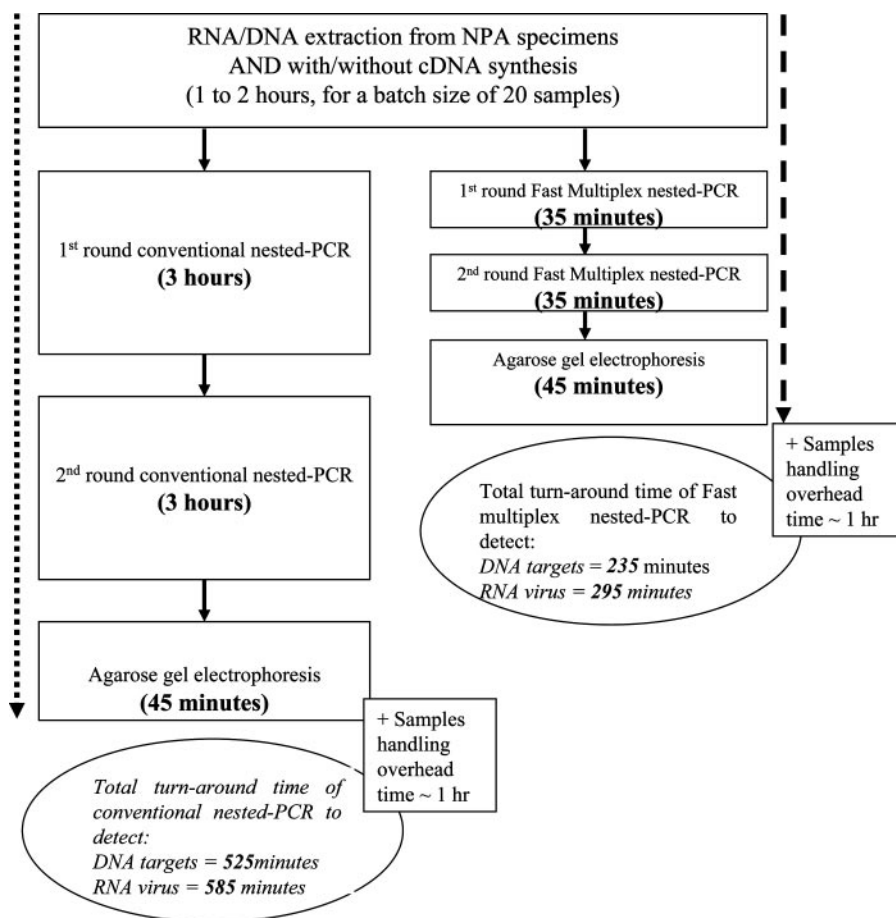 RNA/DNA extraction from NPA specimens
AND with/without cDNA synthesis
(1 to 2 hours, for a batch size of 20 samples)
1st round conventional nested-PCR
(3 hours)
2nd round conventional nested-PCR
(3 hours)
Agarose gel electrophoresis
(45 minutes)
+ Samples
handling
overhead
time ~ 1 hr
Total turn-around time of
conventional nested-PCR to
detect:
DNA targets = 525minutes
RNA virus = 585 minutes
1st round Fast Multiplex nested-PCR
(35 minutes)
2nd round Fast Multiplex nested-PCR
(35 minutes)
Agarose gel electrophoresis
(45 minutes)
+ Samples
handling
overhead
time ~ 1 hr
Total turn-around time of Fast
multiplex nested-PCR to
detect:
DNA targets = 235 minutes
RNA virus = 295 minutes